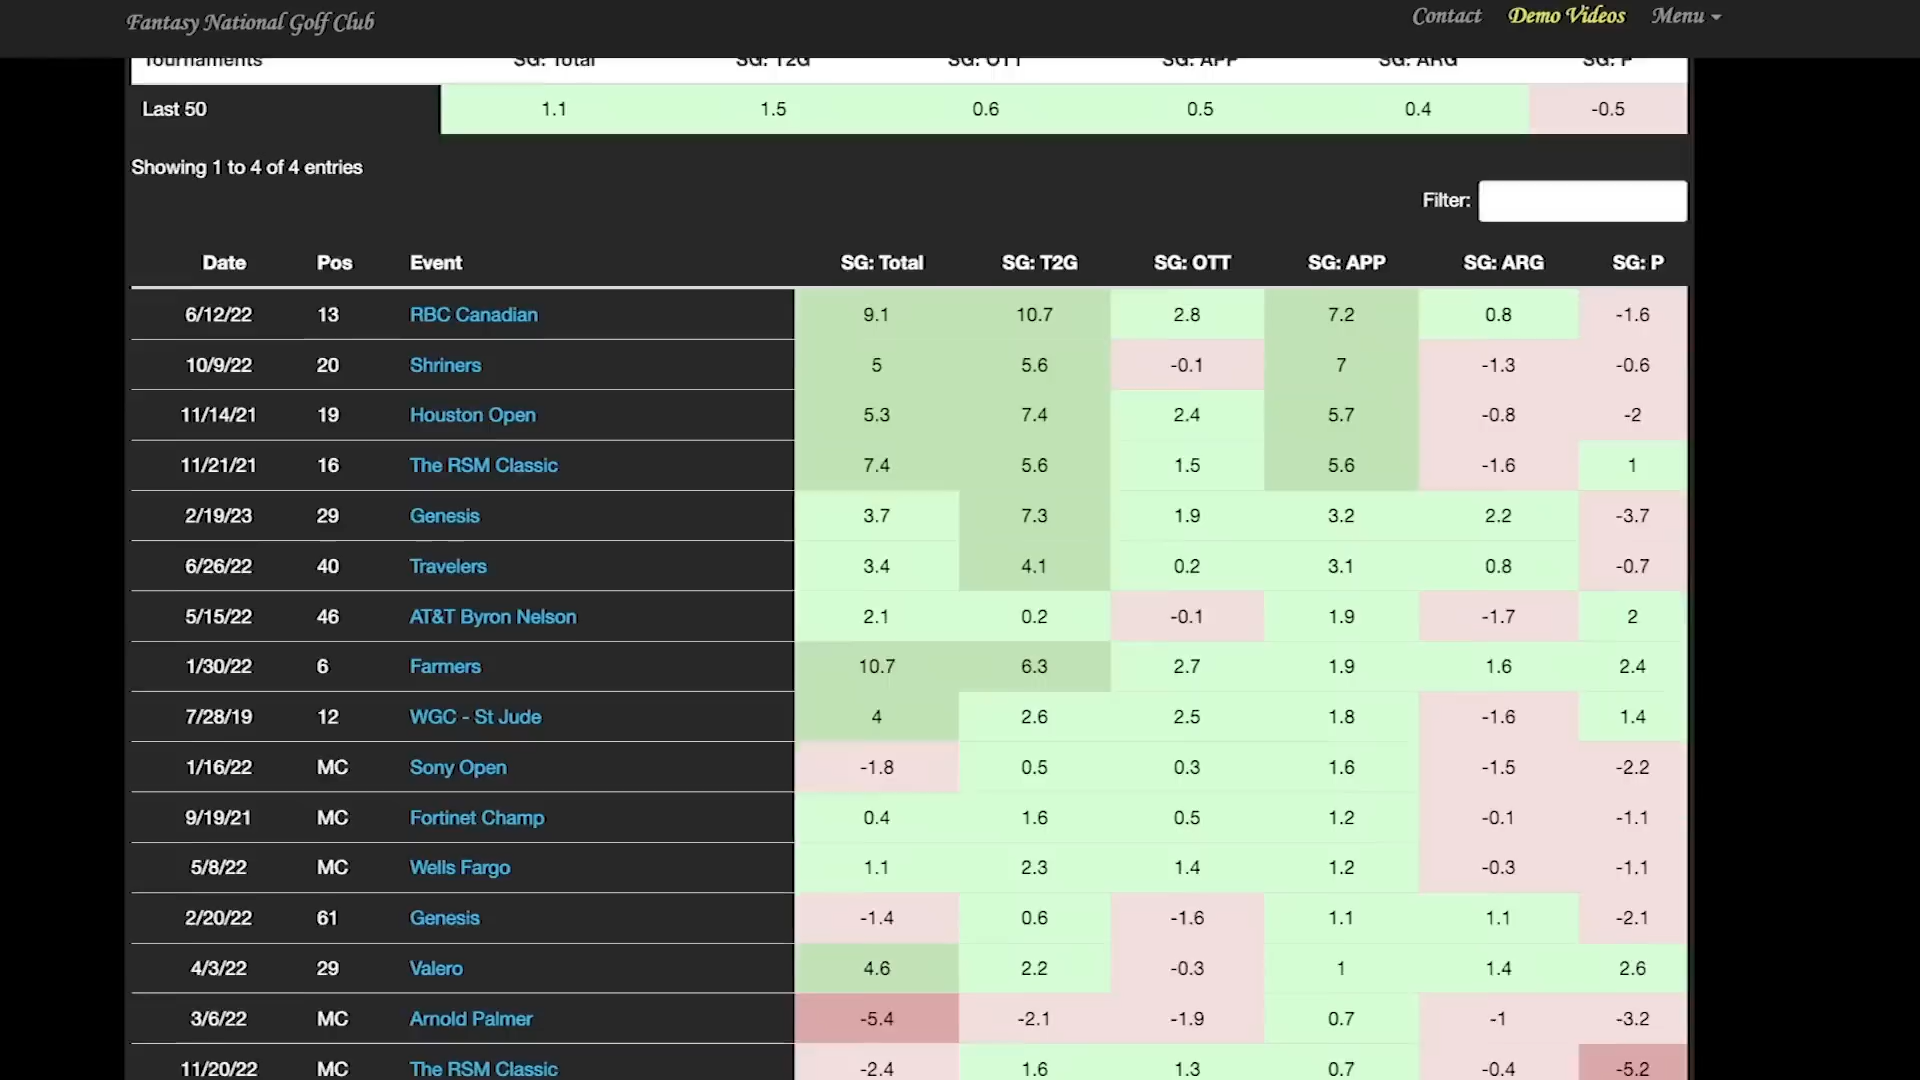 Fantasy National Golf Club Contact Demo Videos Menu
Tournaments SG: Total SG: T2G SG: OTT SG: APP SG: ARG SG: P
Last 50 1.1 1.5 0.6 0.5 0.4 -0.5
Showing 1 to 4 of 4 entries
Filter:
Date Pos Event SG: Total SG: T2G SG: OTT SG: APP SG: ARG SG: P
6/12/22 13 RBC Canadian 9.1 10.7 2.8 7.2 0.8 -1.6
10/9/22 20 Shriners 5 5.6 -0.1 7 -1.3 -0.6
11/14/21 19 Houston Open 5.3 7.4 2.4 5.7 -0.8 -2
11/21/21 16 The RSM Classic 7.4 5.6 1.5 5.6 -1.6 1
2/19/23 29 Genesis 3.7 7.3 1.9 3.2 2.2 -3.7
6/26/22 40 Travelers 3.4 4.1 0.2 3.1 0.8 -0.7
5/15/22 46 AT&T Byron Nelson 2.1 0.2 -0.1 1.9 -1.7 2
1/30/22 6 Farmers 10.7 6.3 2.7 1.9 1.6 2.4
7/28/19 12 WGC - St Jude 4 2.6 2.5 1.8 -1.6 1.4
1/16/22 MC Sony Open -1.8 0.5 0.3 1.6 -1.5 -2.2
9/19/21 MC Fortinet Champ 0.4 1.6 0.5 1.2 -0.1 -1.1
5/8/22 MC Wells Fargo 1.1 2.3 1.4 1.2 -0.3 -1.1
2/20/22 61 Genesis -1.4 0.6 -1.6 1.1 1.1 -2.1
4/3/22 29 Valero 4.6 2.2 -0.3 1 1.4 2.6
3/6/22 MC Arnold Palmer -5.4 -2.1 -1.9 0.7 -1 -3.2
11/20/22 MC The RSM Classic -2.4 1.6 1.3 0.7 -0.4 -5.2